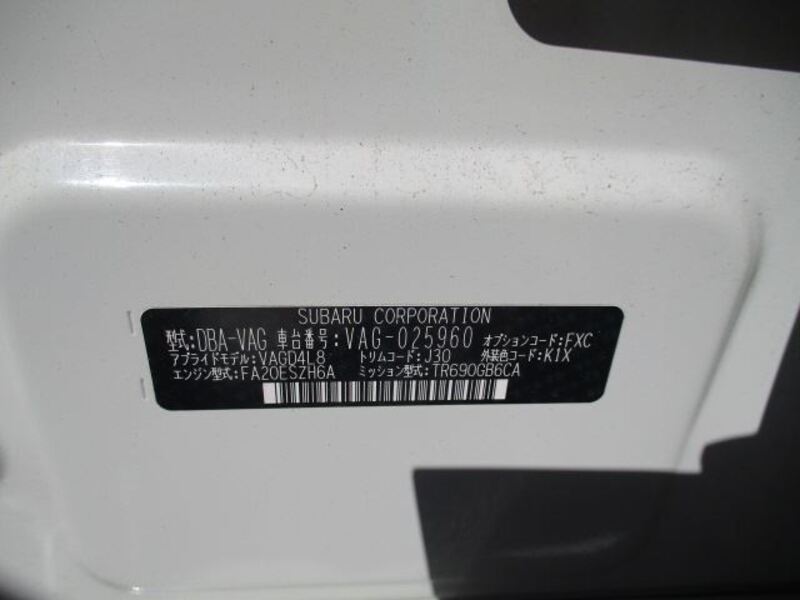 SUBARU CORPORATION
型式:DBA-VAG 車台番号:VAG-025960 オプションコード:FXC
アプライドモデル:VAGD4L8 トリムコード:J30 外装色コード:K1X
エンジン型式:FA20ESZH6A ミッション型式:TR690GB6CA